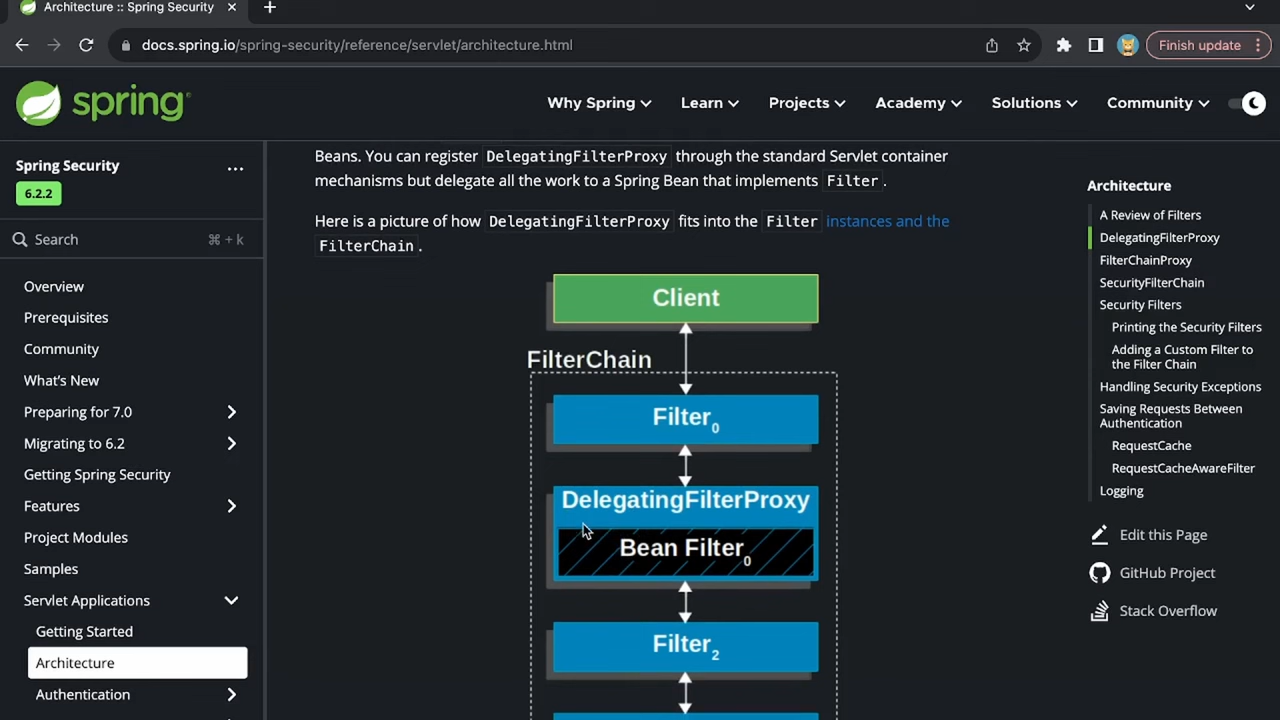 Architecture :: Spring Security
docs.spring.io/spring-security/reference/servlet/architecture.html
Finish update
spring
Why Spring
Learn
Projects
Academy
Solutions
Community
Spring Security
6.2.2
Search
⌘ + k
Overview
Prerequisites
Community
What's New
Preparing for 7.0
Migrating to 6.2
Getting Spring Security
Features
Project Modules
Samples
Servlet Applications
Getting Started
Architecture
Authentication
Beans. You can register DelegatingFilterProxy through the standard Servlet container
mechanisms but delegate all the work to a Spring Bean that implements Filter.
Here is a picture of how DelegatingFilterProxy fits into the Filter instances and the
FilterChain.
Client
FilterChain
Filter0
DelegatingFilterProxy
Bean Filter0
Filter2
Architecture
A Review of Filters
DelegatingFilterProxy
FilterChainProxy
SecurityFilterChain
Security Filters
Printing the Security Filters
Adding a Custom Filter to
the Filter Chain
Handling Security Exceptions
Saving Requests Between
Authentication
RequestCache
RequestCacheAwareFilter
Logging
Edit this Page
GitHub Project
Stack Overflow